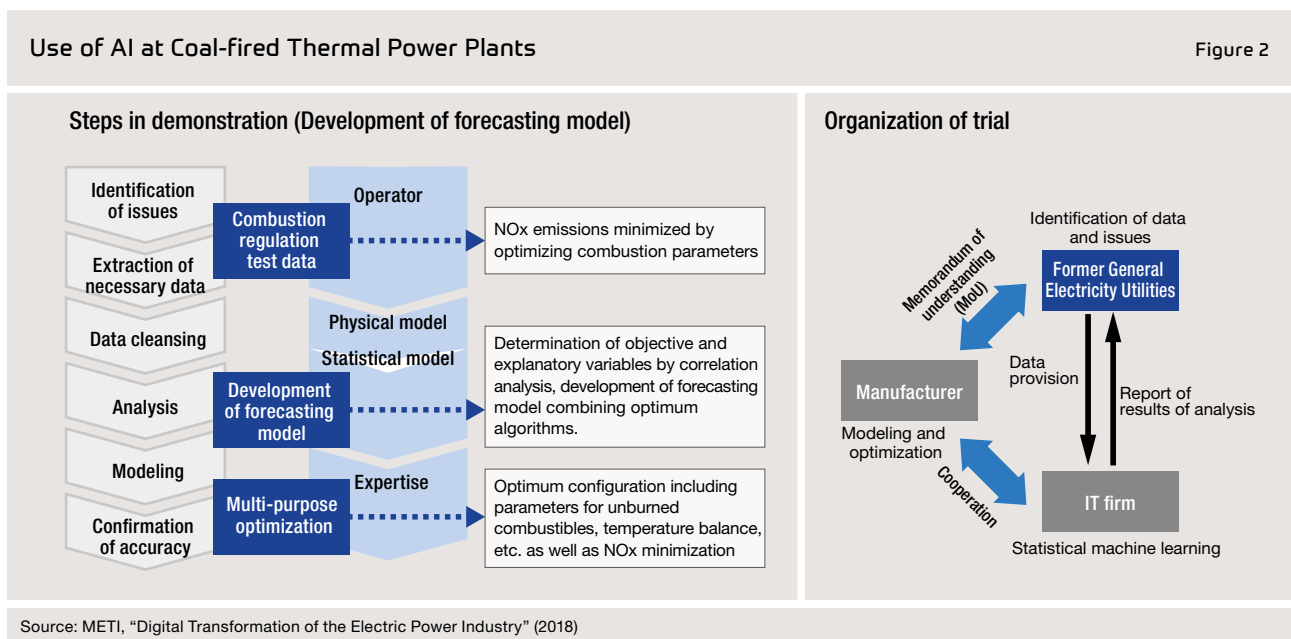 Use of AI at Coal-fired Thermal Power Plants
Figure 2
Steps in demonstration (Development of forecasting model)
Identification
of issues
Extraction of
necessary data
Data cleansing
Analysis
Modeling
Confirmation
of accuracy
Combustion
regulation
test data
Development
of forecasting
model
Multi-purpose
optimization
Operator
Physical model
Statistical model
Expertise
NOx emissions minimized by
optimizing combustion parameters
Determination of objective and
explanatory variables by correlation
analysis, development of forecasting
model combining optimum
algorithms.
Optimum configuration including
parameters for unburned
combustibles, temperature balance,
etc. as well as NOx minimization
Organization of trial
Identification of data
and issues
Former General
Electricity Utilities
Memorandum of
understanding
(MoU)
Data
provision
Report of
results of analysis
Manufacturer
Modeling and
optimization
Cooperation
IT firm
Statistical machine learning
Source: METI, “Digital Transformation of the Electric Power Industry” (2018)